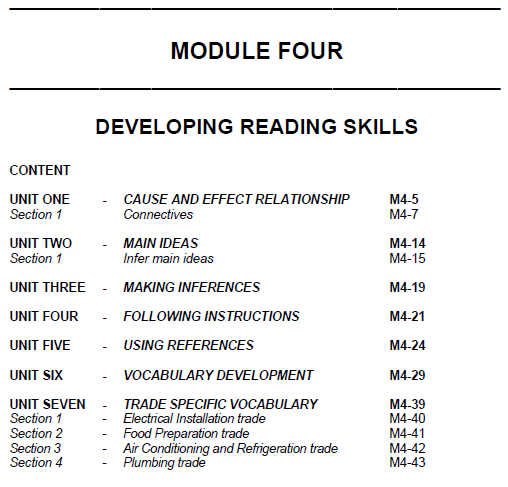 MODULE FOUR
DEVELOPING READING SKILLS
CONTENT
UNIT ONE - CAUSE AND EFFECT RELATIONSHIP M4-5
Section 1 Connectives M4-7
UNIT TWO - MAIN IDEAS M4-14
Section 1 Infer main ideas M4-15
UNIT THREE - MAKING INFERENCES M4-19
UNIT FOUR - FOLLOWING INSTRUCTIONS M4-21
UNIT FIVE - USING REFERENCES M4-24
UNIT SIX - VOCABULARY DEVELOPMENT M4-29
UNIT SEVEN - TRADE SPECIFIC VOCABULARY M4-39
Section 1 - Electrical Installation trade M4-40
Section 2 - Food Preparation trade M4-41
Section 3 - Air Conditioning and Refrigeration trade M4-42
Section 4 - Plumbing trade M4-43